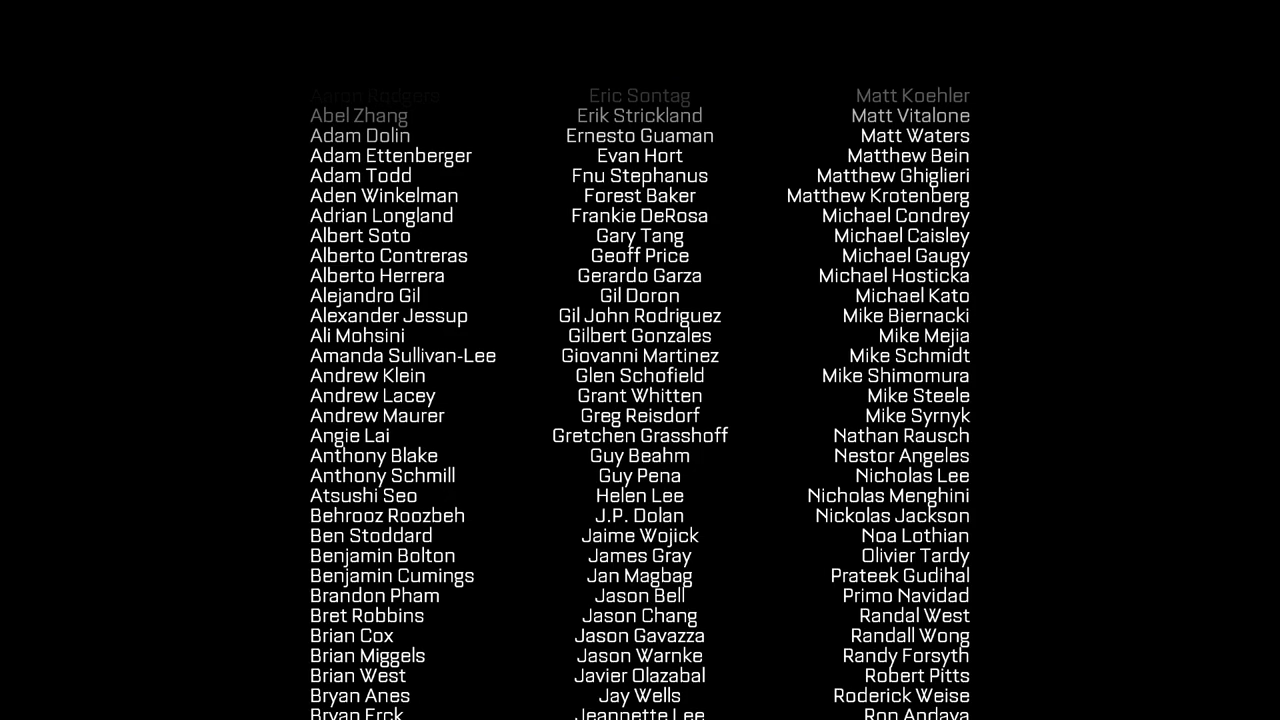 Aaron Rodgers Eric Sontag Matt Koehler
Abel Zhang Erik Strickland Matt Vitalone
Adam Dolin Ernesto Guaman Matt Waters
Adam Ettenberger Evan Hort Matthew Bein
Adam Todd Fnu Stephanus Matthew Ghiglieri
Aden Winkelman Forest Baker Matthew Krotenberg
Adrian Longland Frankie DeRosa Michael Condrey
Albert Soto Gary Tang Michael Caisley
Alberto Contreras Geoff Price Michael Gaugy
Alberto Herrera Gerardo Garza Michael Hosticka
Alejandro Gil Gil Doron Michael Kato
Alexander Jessup Gil John Rodriguez Mike Biernacki
Ali Mohsini Gilbert Gonzales Mike Mejia
Amanda Sullivan-Lee Giovanni Martinez Mike Schmidt
Andrew Klein Glen Schofield Mike Shimomura
Andrew Lacey Grant Whitten Mike Steele
Andrew Maurer Greg Reisdorf Mike Syrnyk
Angie Lai Gretchen Grasshoff Nathan Rausch
Anthony Blake Guy Beahm Nestor Angeles
Anthony Schmill Guy Pena Nicholas Lee
Atsushi Seo Helen Lee Nicholas Menghini
Behrooz Roozbeh J.P. Dolan Nickolas Jackson
Ben Stoddard Jaime Wojick Noa Lothian
Benjamin Bolton James Gray Olivier Tardy
Benjamin Cumings Jan Magbag Prateek Gudihal
Brandon Pham Jason Bell Primo Navidad
Bret Robbins Jason Chang Randal West
Brian Cox Jason Gavazza Randall Wong
Brian Miggels Jason Warnke Randy Forsyth
Brian West Javier Olazabal Robert Pitts
Bryan Anes Jay Wells Roderick Weise
Bryan Erck Jeannette Lee Ron Andaya